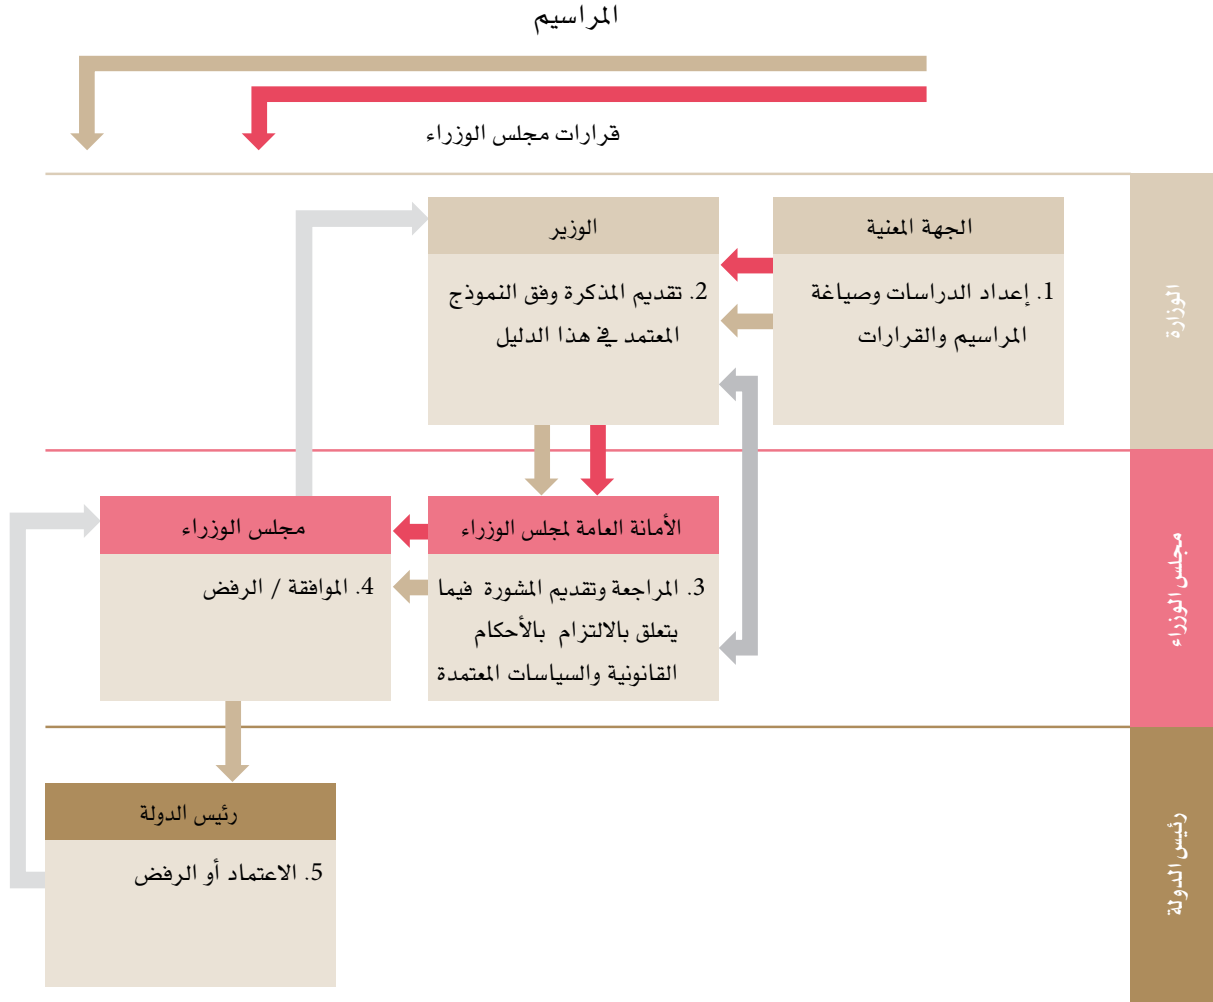 المراسيم
قرارات مجلس الوزراء
الوزارة
الجهة المعنية
1. إعداد الدراسات وصياغة
المراسيم والقرارات
الوزير
2. تقديم المذكرة وفق النموذج
المعتمد في هذا الدليل
مجلس الوزراء
الأمانة العامة لمجلس الوزراء
3. المراجعة وتقديم المشورة فيما
يتعلق بالالتزام بالأحكام
القانونية والسياسات المعتمدة
مجلس الوزراء
4. الموافقة / الرفض
رئيس الدولة
رئيس الدولة
5. الاعتماد أو الرفض